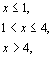 x ≤ 1,
1 < x ≤ 4,
x > 4,